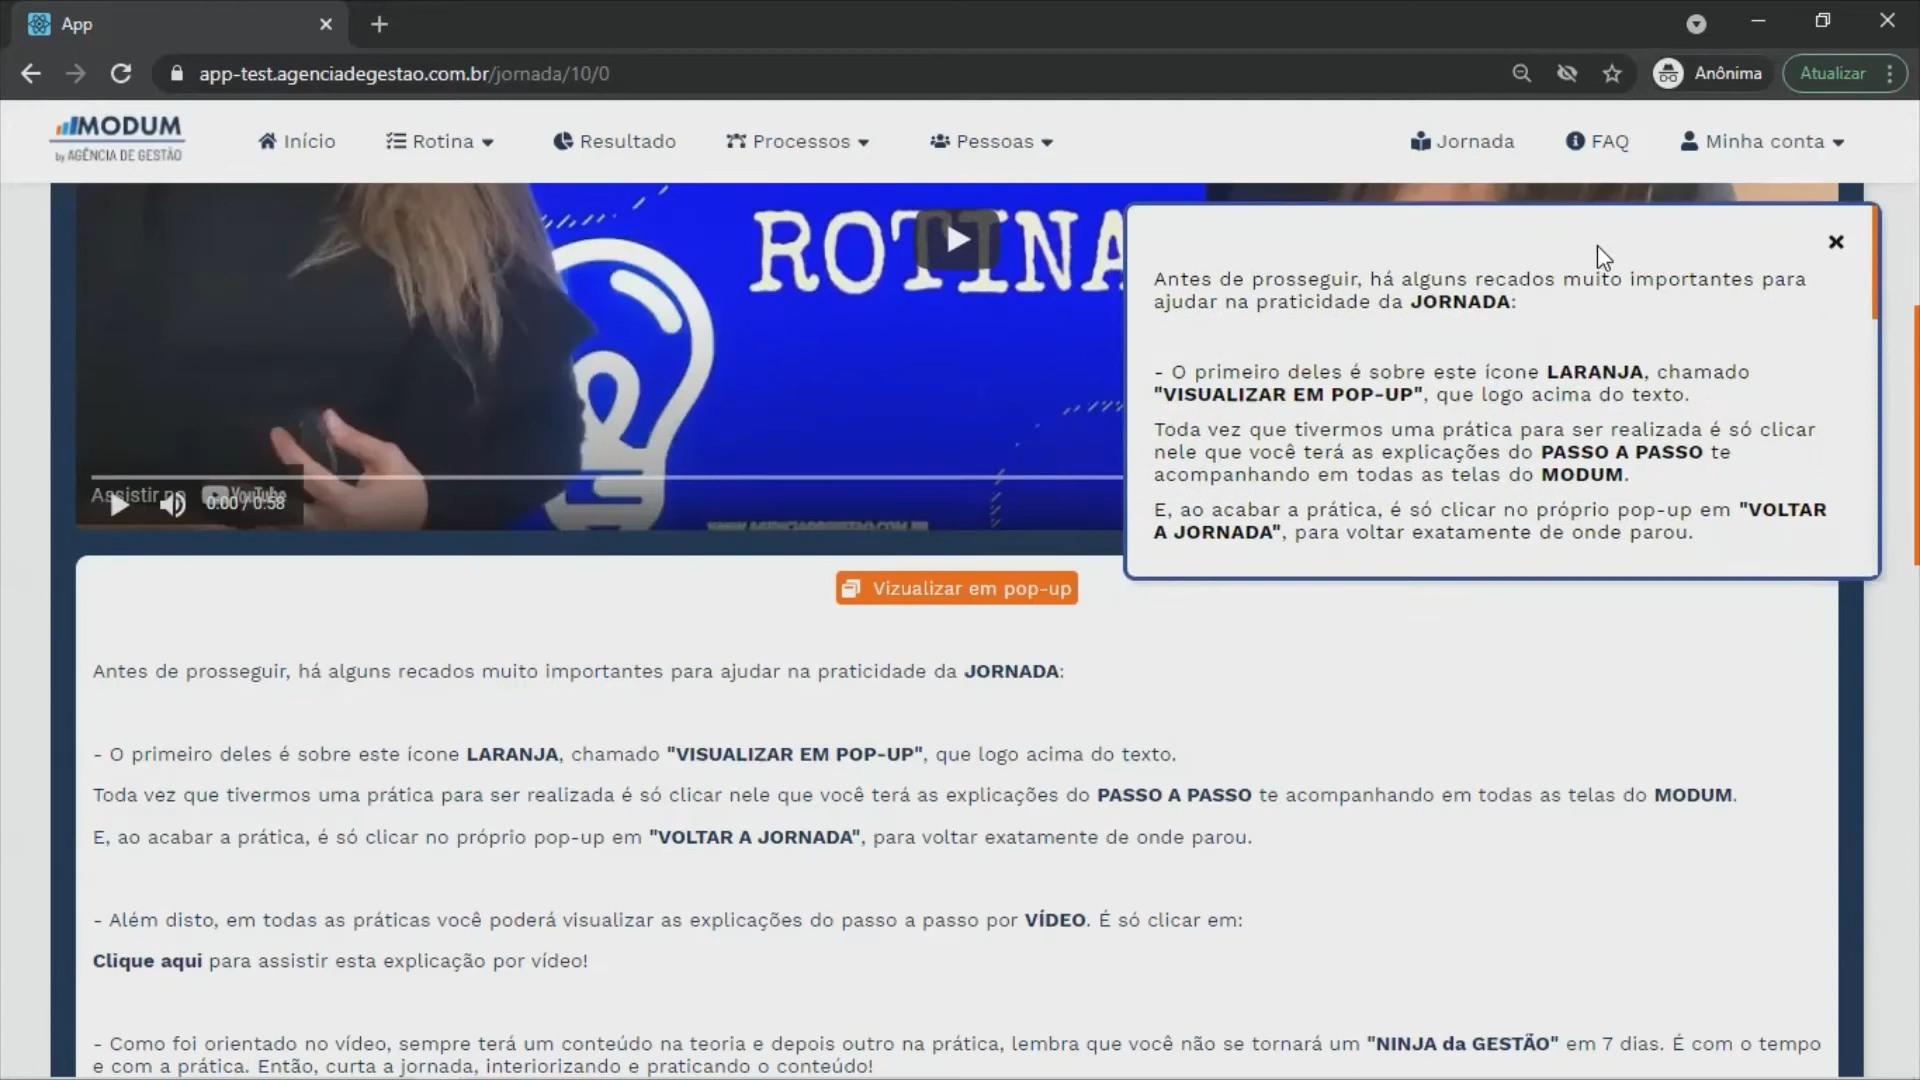 App
app-test.agenciadegestao.com.br/jornada/10/0
Anônima
Atualizar
MODUM
by AGÊNCIA DE GESTÃO
Início
Rotina
Resultado
Processos
Pessoas
Jornada
FAQ
Minha conta
ROTINA
Antes de prosseguir, há alguns recados muito importantes para
ajudar na praticidade da JORNADA:
- O primeiro deles é sobre este ícone LARANJA, chamado
"VISUALIZAR EM POP-UP", que logo acima do texto.
Toda vez que tivermos uma prática para ser realizada é só clicar
nele que você terá as explicações do PASSO A PASSO te
acompanhando em todas as telas do MODUM.
E, ao acabar a prática, é só clicar no próprio pop-up em "VOLTAR
A JORNADA", para voltar exatamente de onde parou.
Assistir no YouTube
0:00 / 0:58
Vizualizar em pop-up
Antes de prosseguir, há alguns recados muito importantes para ajudar na praticidade da JORNADA:
- O primeiro deles é sobre este ícone LARANJA, chamado "VISUALIZAR EM POP-UP", que logo acima do texto.
Toda vez que tivermos uma prática para ser realizada é só clicar nele que você terá as explicações do PASSO A PASSO te acompanhando em todas as telas do MODUM.
E, ao acabar a prática, é só clicar no próprio pop-up em "VOLTAR A JORNADA", para voltar exatamente de onde parou.
- Além disto, em todas as práticas você poderá visualizar as explicações do passo a passo por VÍDEO. É só clicar em:
Clique aqui para assistir esta explicação por vídeo!
- Como foi orientado no vídeo, sempre terá um conteúdo na teoria e depois outro na prática, lembra que você não se tornará um "NINJA da GESTÃO" em 7 dias. É com o tempo
e com a prática. Então, curta a jornada, interiorizando e praticando o conteúdo!